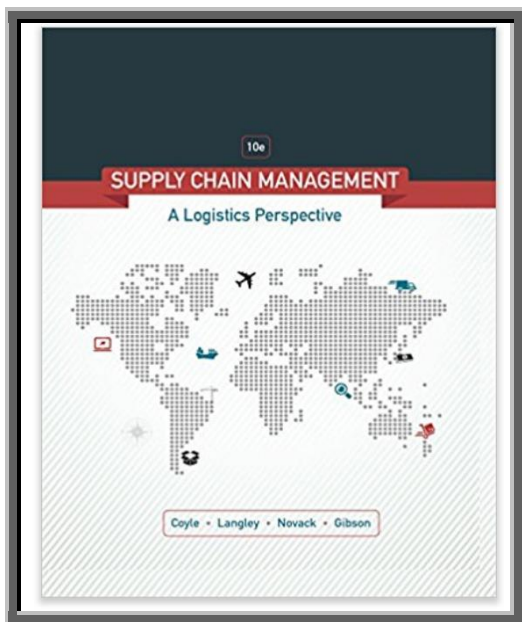 10e
SUPPLY CHAIN MANAGEMENT
A Logistics Perspective
Coyle • Langley • Novack • Gibson